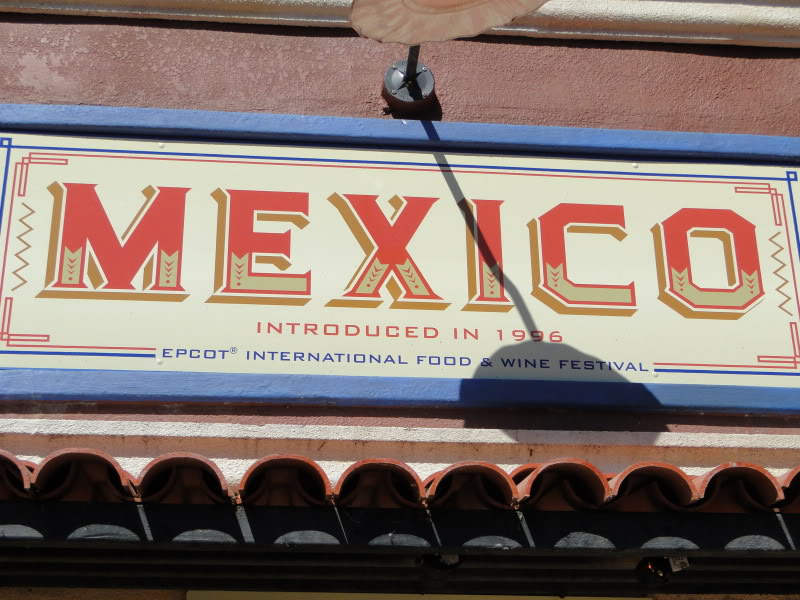 MEXICO
INTRODUCED IN 1996
EPCOT® INTERNATIONAL FOOD & WINE FESTIVAL